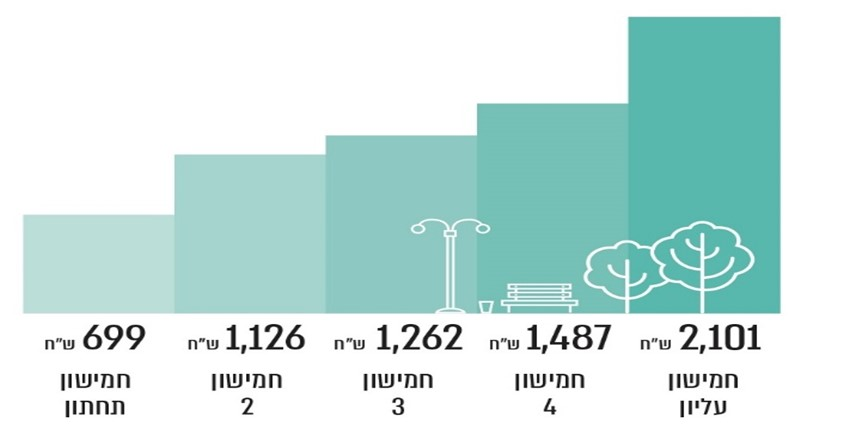 699 ש"ח
חמישון
תחתון
1,126 ש"ח
חמישון
2
1,262 ש"ח
חמישון
3
1,487 ש"ח
חמישון
4
2,101 ש"ח
חמישון
עליון